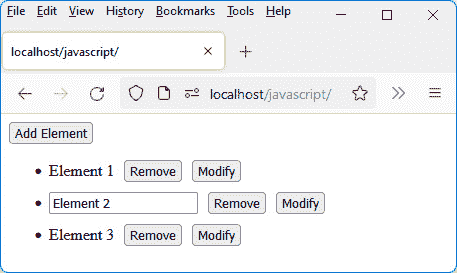 File Edit View History Bookmarks Tools Help
localhost/javascript/
localhost/javascript/
Add Element
Element 1 Remove Modify
Element 2 Remove Modify
Element 3 Remove Modify